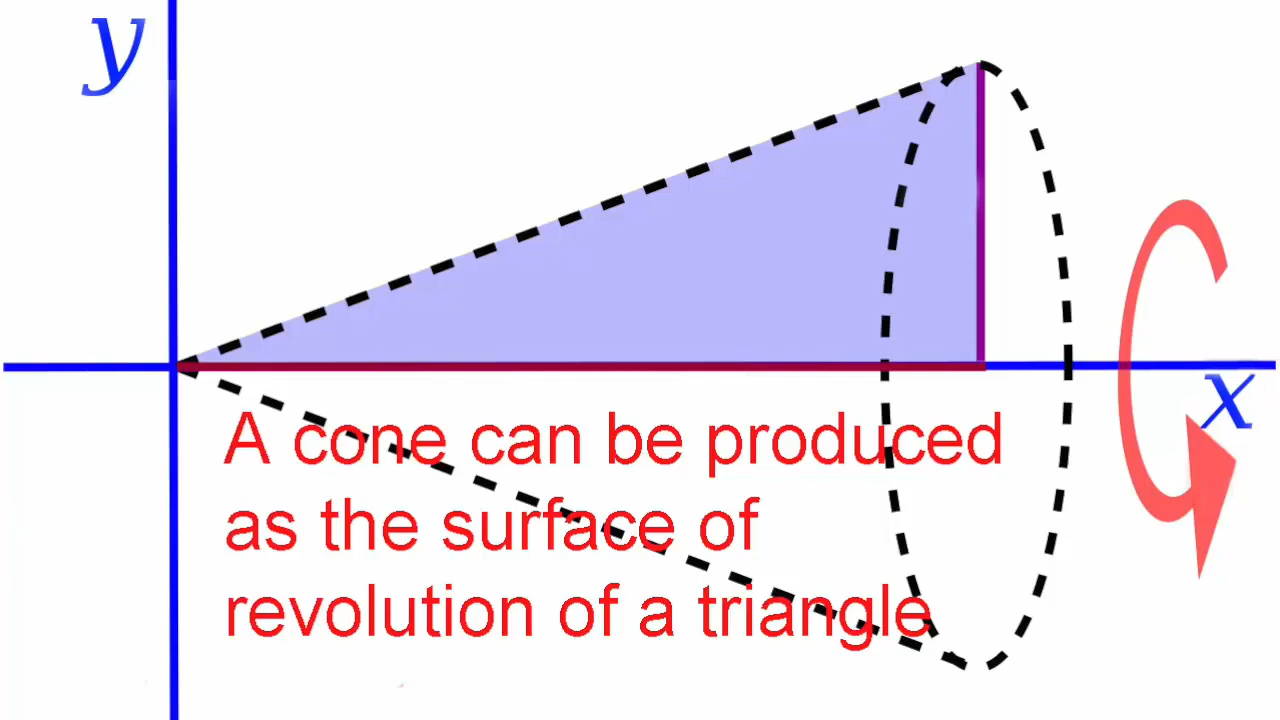 y
x
A cone can be produced
as the surface of
revolution of a triangle